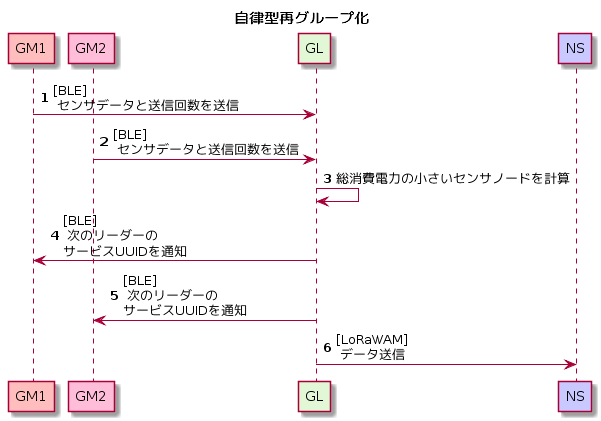 自律型再グループ化
GM1 GM2 GL NS
1 [BLE]
センサデータと送信回数を送信
2 [BLE]
センサデータと送信回数を送信
3 総消費電力の小さいセンサノードを計算
[BLE]
4 次のリーダーの
サービスUUIDを通知
[BLE]
5 次のリーダーの
サービスUUIDを通知
6 [LoRaWAM]
データ送信
GM1 GM2 GL NS